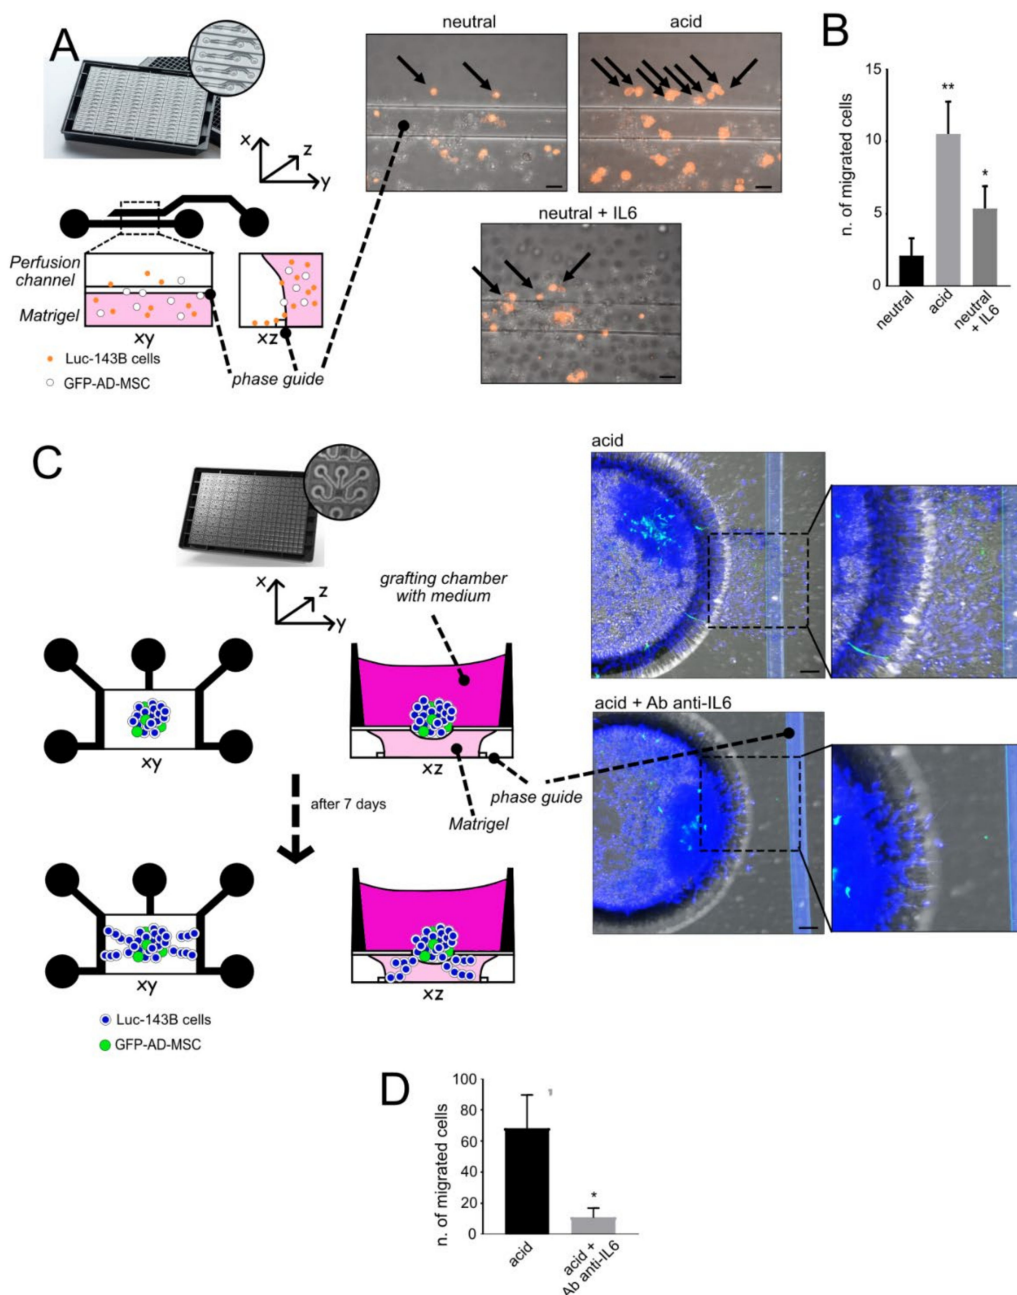 A
neutral
acid
B
x
z
y
neutral + IL6
Perfusion
channel
Matrigel
xy
xz
phase guide
Luc-143B cells
GFP-AD-MSC
n. of migrated cells
15
10
5
0
**
*
neutral
acid
neutral
+ IL6
C
x
z
y
grafting chamber
with medium
xy
xz
phase guide
Matrigel
after 7 days
xy
xz
Luc-143B cells
GFP-AD-MSC
acid
acid + Ab anti-IL6
D
n. of migrated cells
100
80
60
40
20
0
*
acid
acid +
Ab anti-IL6